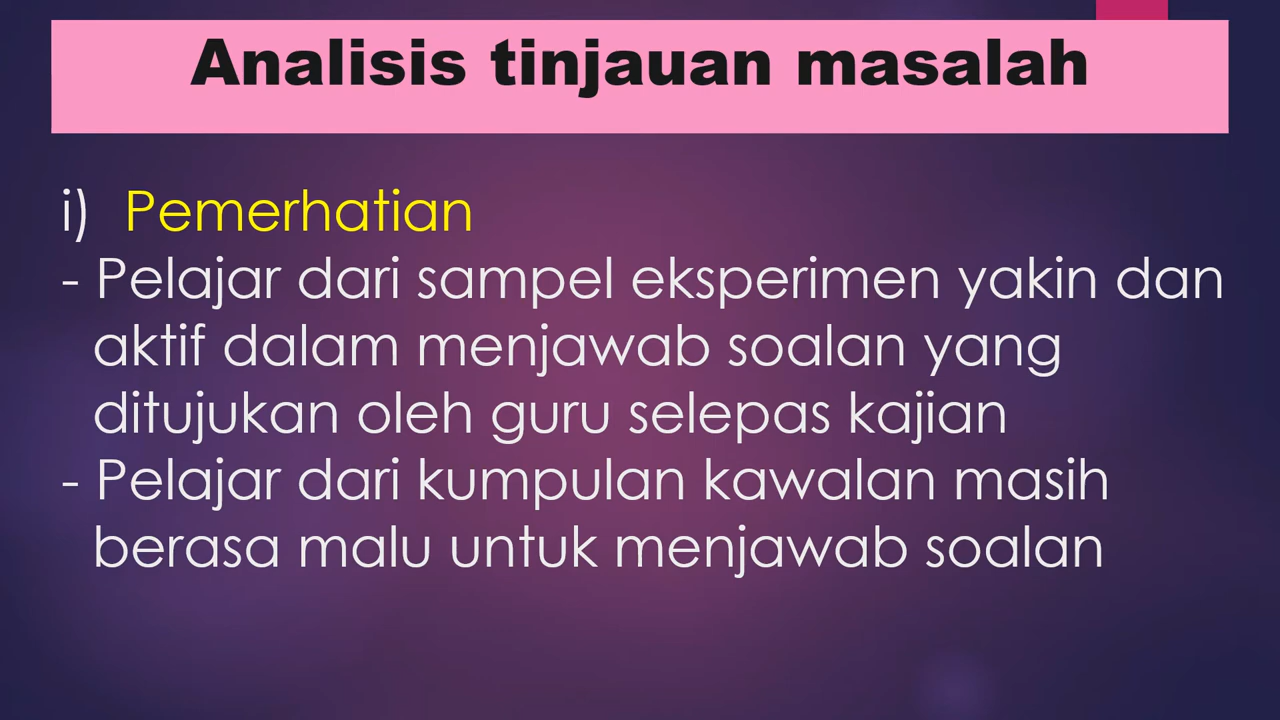 Analisis tinjauan masalah
i) Pemerhatian
- Pelajar dari sampel eksperimen yakin dan
aktif dalam menjawab soalan yang
ditujukan oleh guru selepas kajian
- Pelajar dari kumpulan kawalan masih
berasa malu untuk menjawab soalan